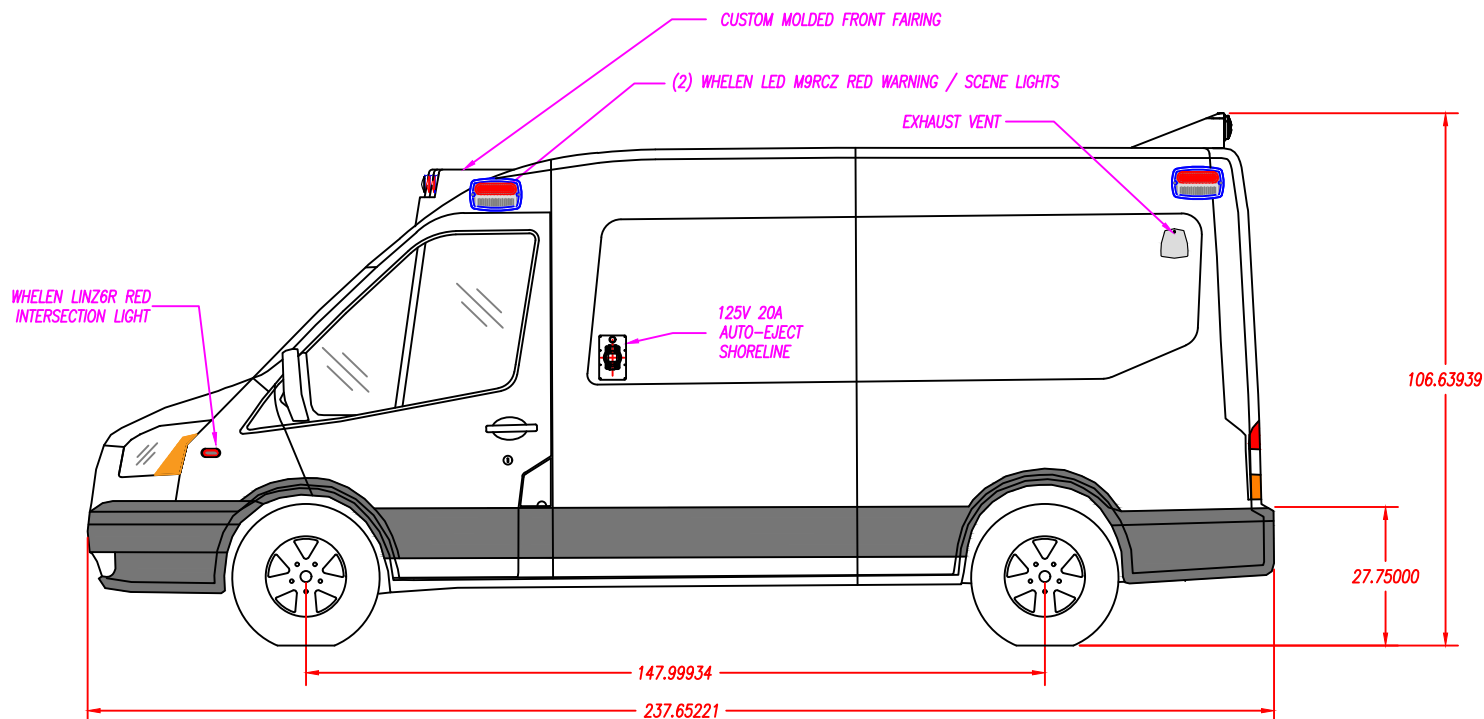 CUSTOM MOLDED FRONT FAIRING
(2) WHELEN LED M9RCZ RED WARNING / SCENE LIGHTS
EXHAUST VENT
WHELEN LINZ6R RED
INTERSECTION LIGHT
125V 20A
AUTO-EJECT
SHORELINE
106.63939
27.75000
147.99934
237.65221